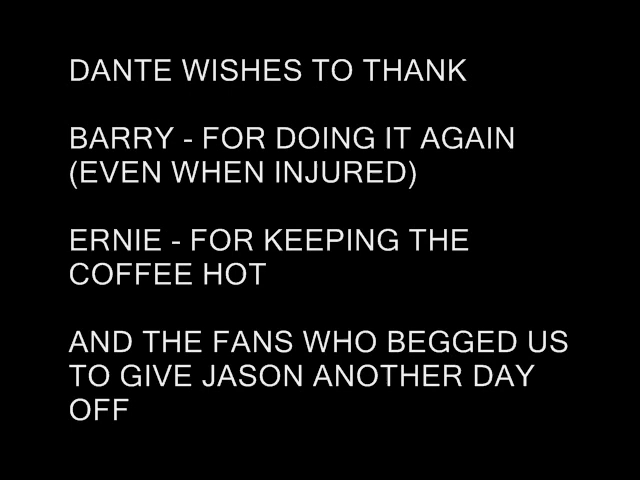 DANTE WISHES TO THANK
BARRY - FOR DOING IT AGAIN
(EVEN WHEN INJURED)
ERNIE - FOR KEEPING THE
COFFEE HOT
AND THE FANS WHO BEGGED US
TO GIVE JASON ANOTHER DAY
OFF